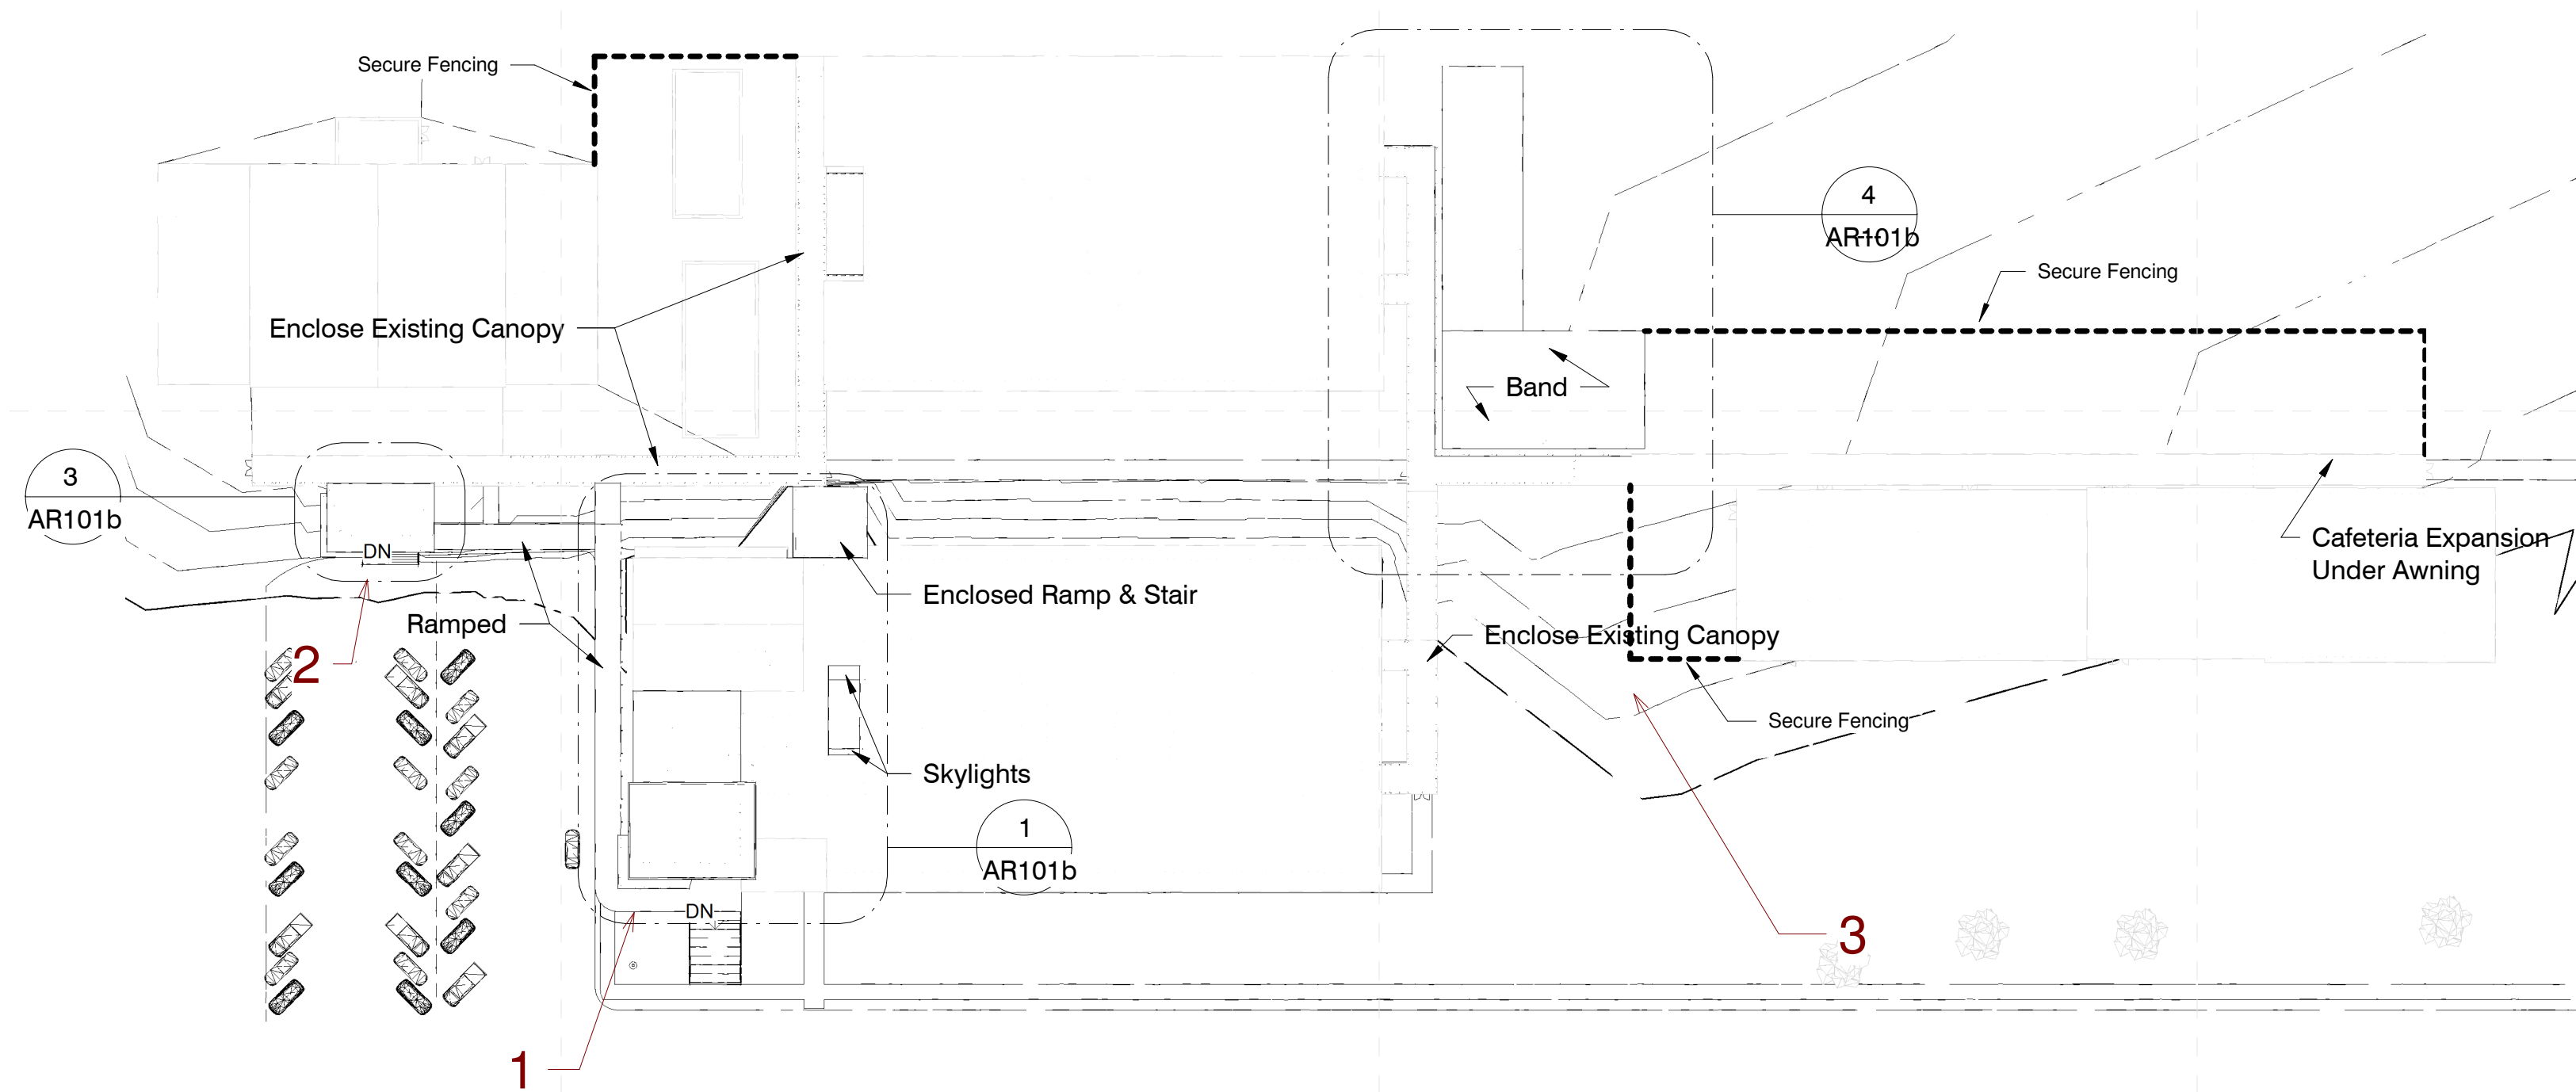 Secure Fencing
4
AR101b
Secure Fencing
Enclose Existing Canopy
Band
3
AR101b
DN
Cafeteria Expansion
Under Awning
Enclosed Ramp & Stair
Ramped
Enclose Existing Canopy
2
Secure Fencing
Skylights
1
AR101b
DN
3
1